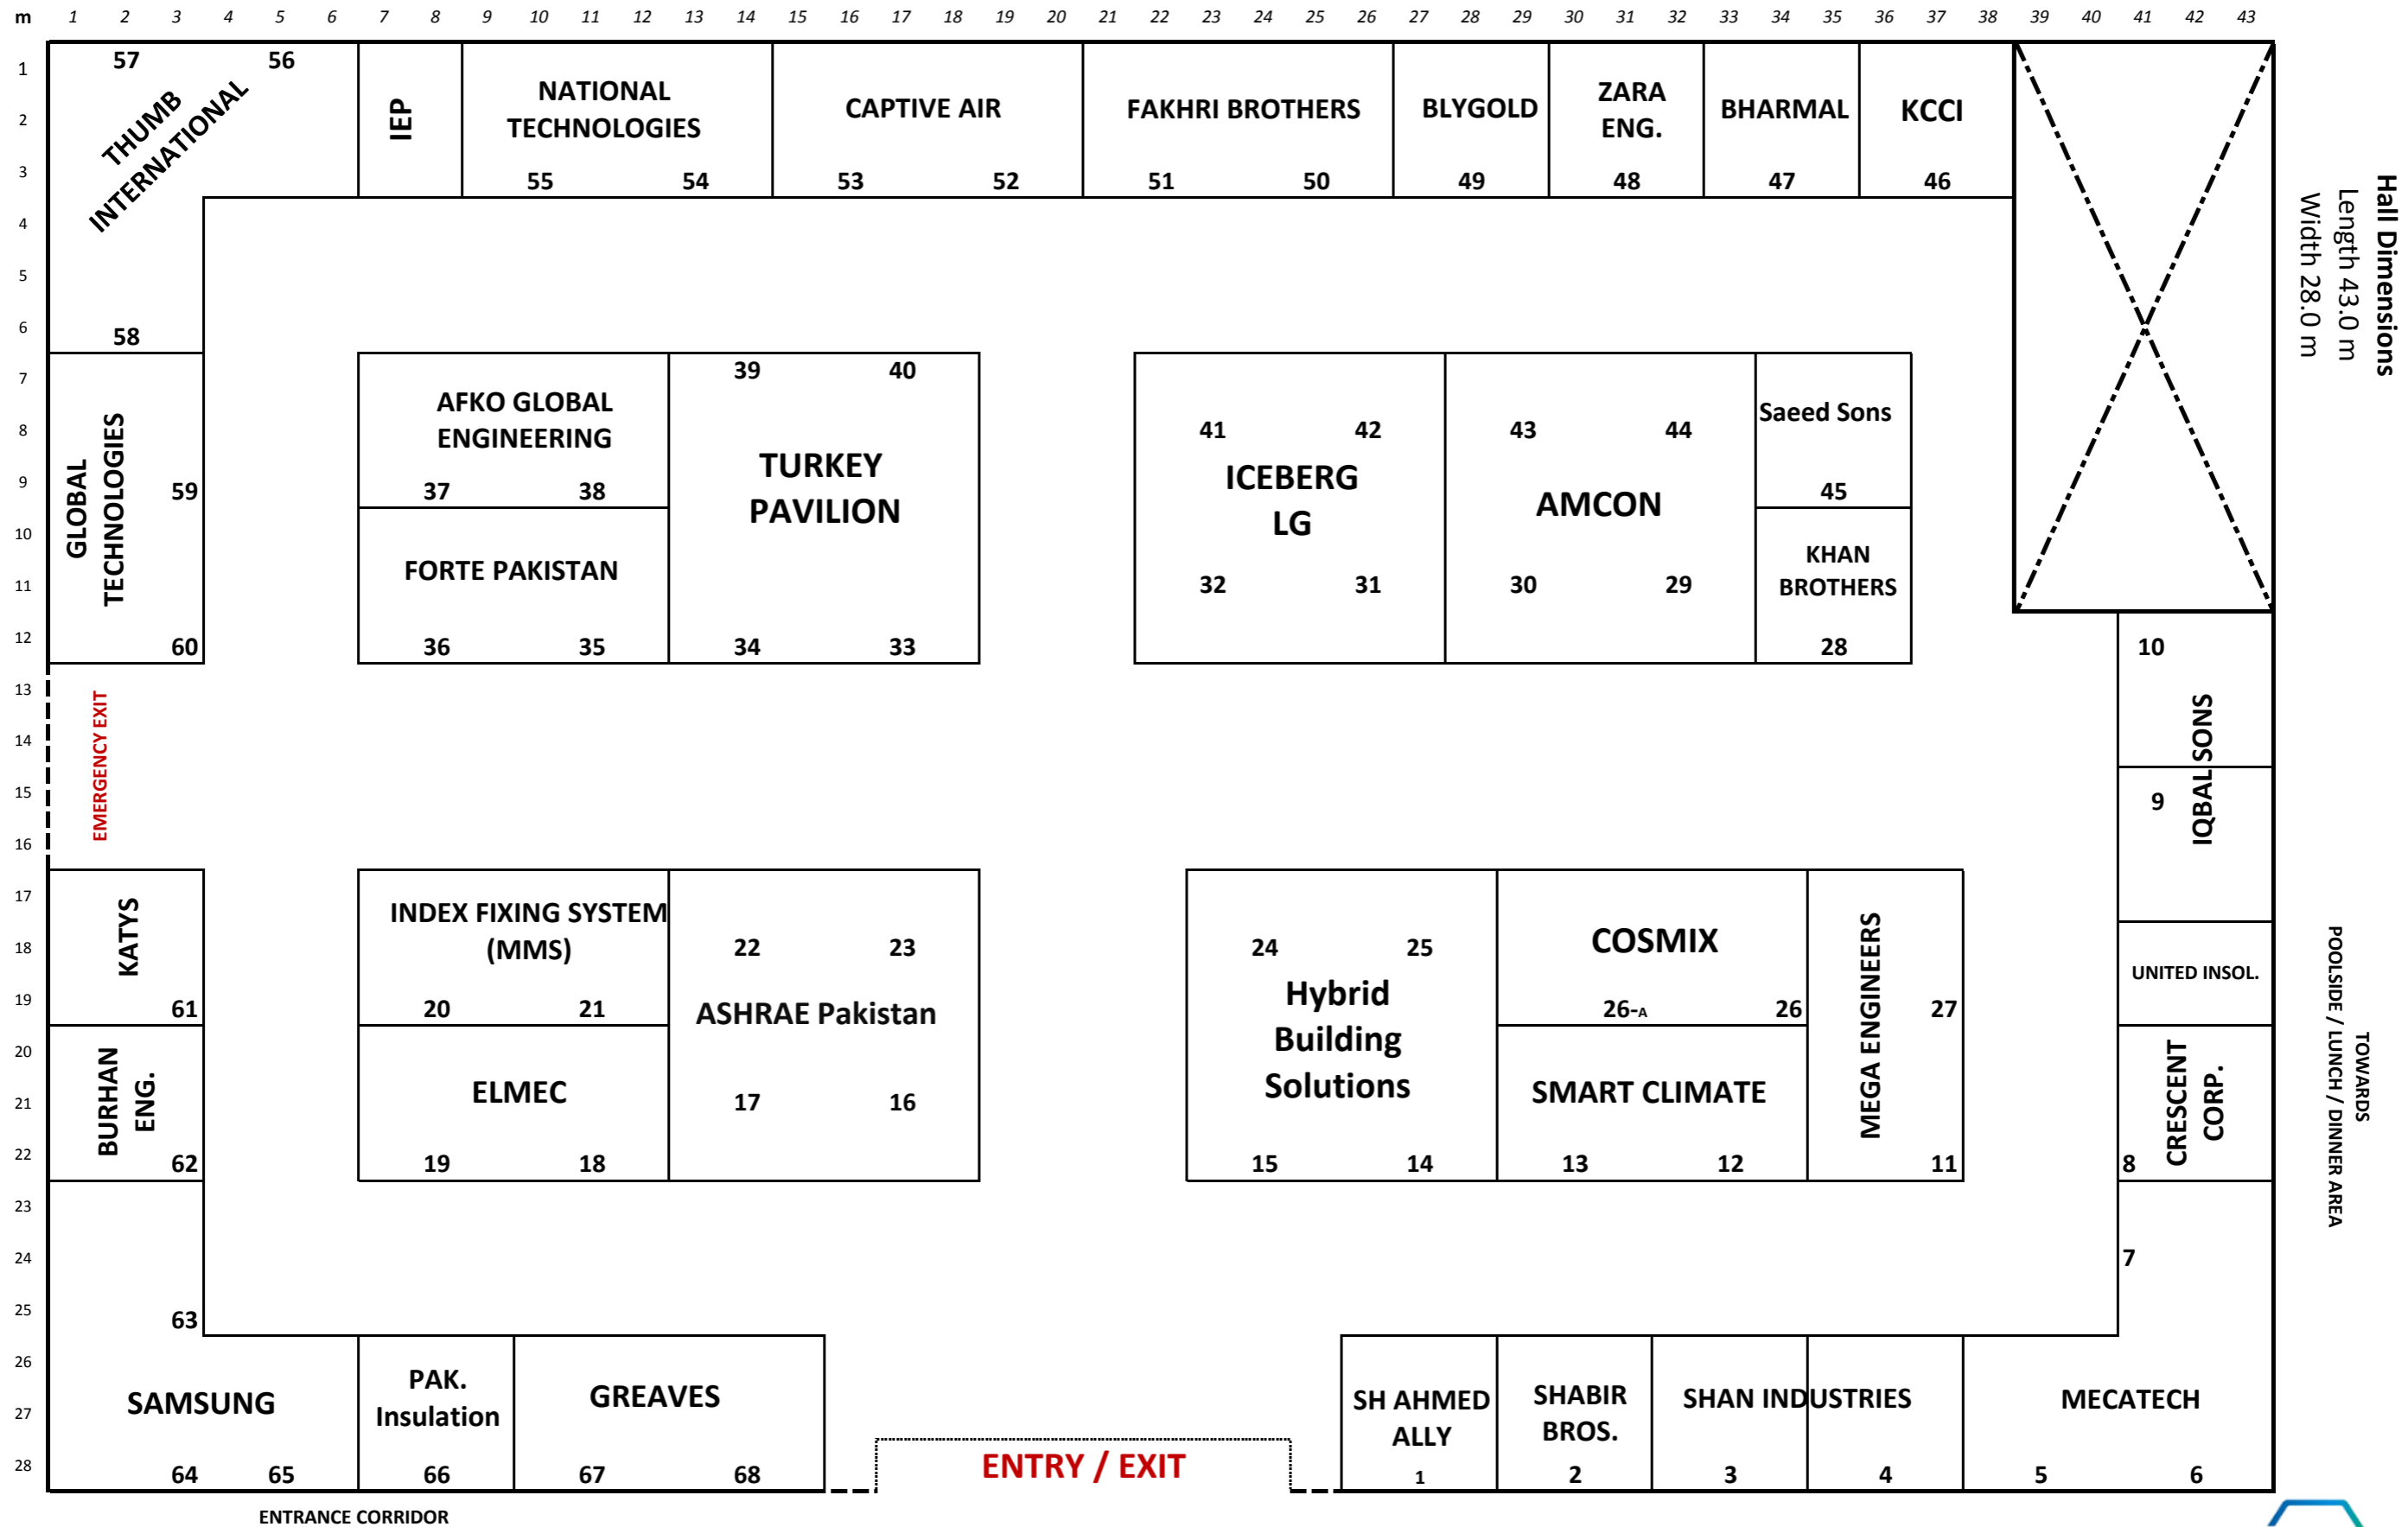 m 1 2 3 4 5 6 7 8 9 10 11 12 13 14 15 16 17 18 19 20 21 22 23 24 25 26 27 28 29 30 31 32 33 34 35 36 37 38 39 40 41 42 43
1
2
3
4
5
6
7
8
9
10
11
12
13
14
15
16
17
18
19
20
21
22
23
24
25
26
27
28
57 56
THUMB
INTERNATIONAL
58
IEP
NATIONAL
TECHNOLOGIES
55 54
CAPTIVE AIR
53 52
FAKHRI BROTHERS
51 50
BLYGOLD
49
ZARA
ENG.
48
BHARMAL
47
KCCI
46
Hall Dimensions
Length 43.0 m
Width 28.0 m
GLOBAL
TECHNOLOGIES
59
60
AFKO GLOBAL
ENGINEERING
37 38
FORTE PAKISTAN
36 35
39 40
TURKEY
PAVILION
34 33
41 42
ICEBERG
LG
32 31
43 44
AMCON
30 29
Saeed Sons
45
KHAN
BROTHERS
28
10
IQBAL SONS
9
EMERGENCY EXIT
KATYS
61
BURHAN
ENG.
62
INDEX FIXING SYSTEM
(MMS)
20 21
ELMEC
19 18
22 23
ASHRAE Pakistan
17 16
24 25
Hybrid
Building
Solutions
15 14
COSMIX
26-A 26
SMART CLIMATE
13 12
MEGA ENGINEERS
27
11
UNITED INSOL.
CRESCENT
CORP.
8
TOWARDS
POOLSIDE / LUNCH / DINNER AREA
63
SAMSUNG
64 65
PAK.
Insulation
66
GREAVES
67 68
ENTRY / EXIT
SH AHMED
ALLY
1
SHABIR
BROS.
2
SHAN INDUSTRIES
3 4
7
MECATECH
5 6
ENTRANCE CORRIDOR